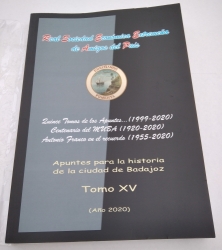 Real Sociedad Económica Extremeña
de Amigos del País
Quince Tomos de los Apuntes...(1999-2020)
Centenario del MUBA (1920-2020)
Antonio Franco en el recuerdo (1955-2020)
Apuntes para la historia
de la ciudad de Badajoz
Tomo XV
(Año 2020)